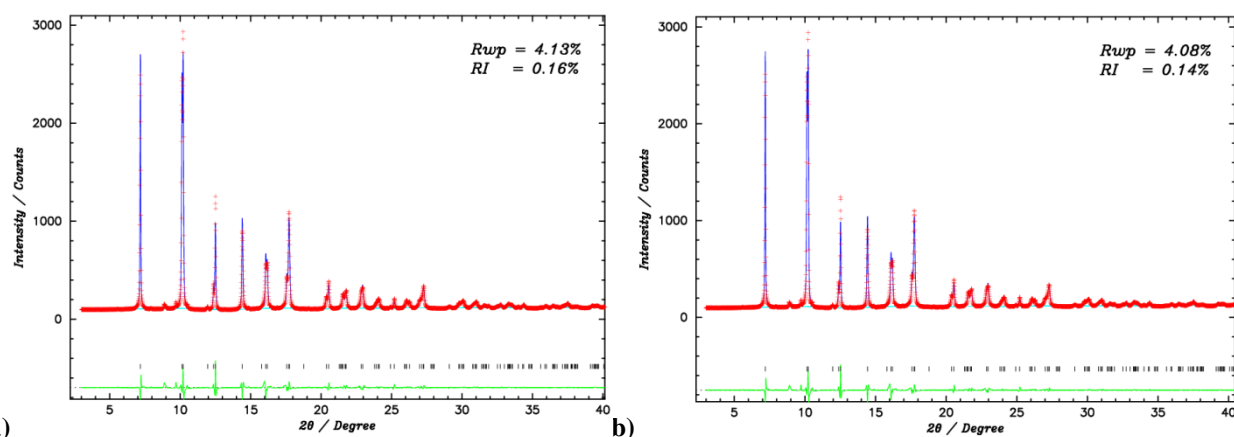 3000
2000
1000
0
Intensity / Counts
Rwp = 4.13%
RI = 0.16%
5 10 15 20 25 30 35 40
2θ / Degree
)
3000
2000
1000
0
Intensity / Counts
Rwp = 4.08%
RI = 0.14%
5 10 15 20 25 30 35 40
2θ / Degree
b)